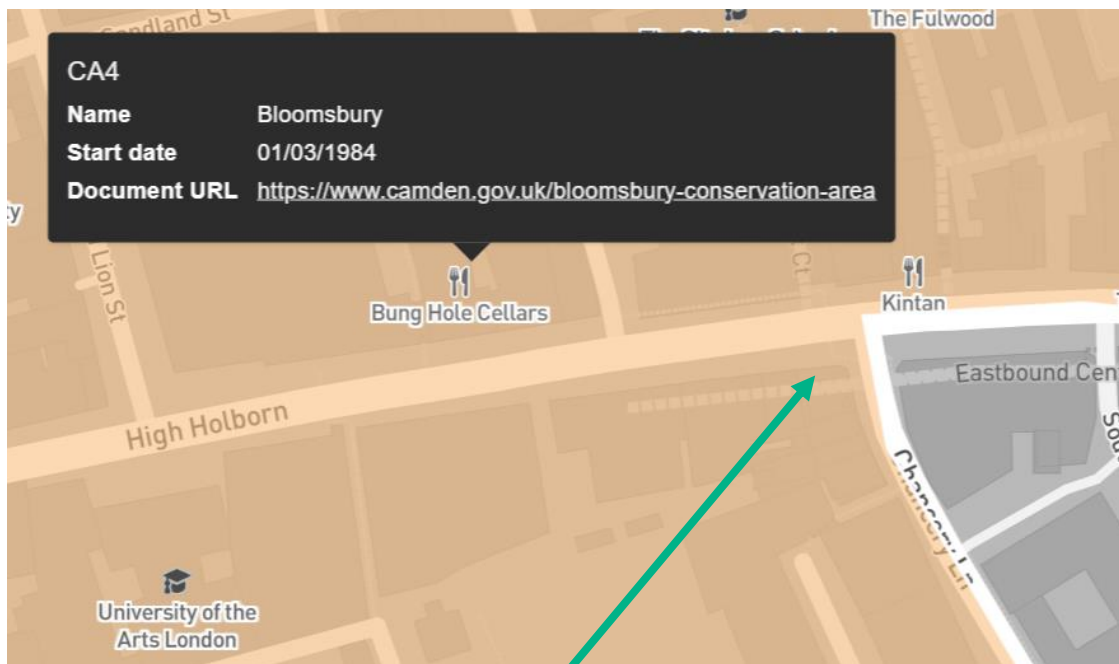 Sandland St
The Fulwood
CA4
Name Bloomsbury
Start date 01/03/1984
Document URL https://www.camden.gov.uk/bloomsbury-conservation-area
Lion St
Ct
Bung Hole Cellars
Kintan
Eastbound Cen
High Holborn
Chancery Ln
University of the
Arts London